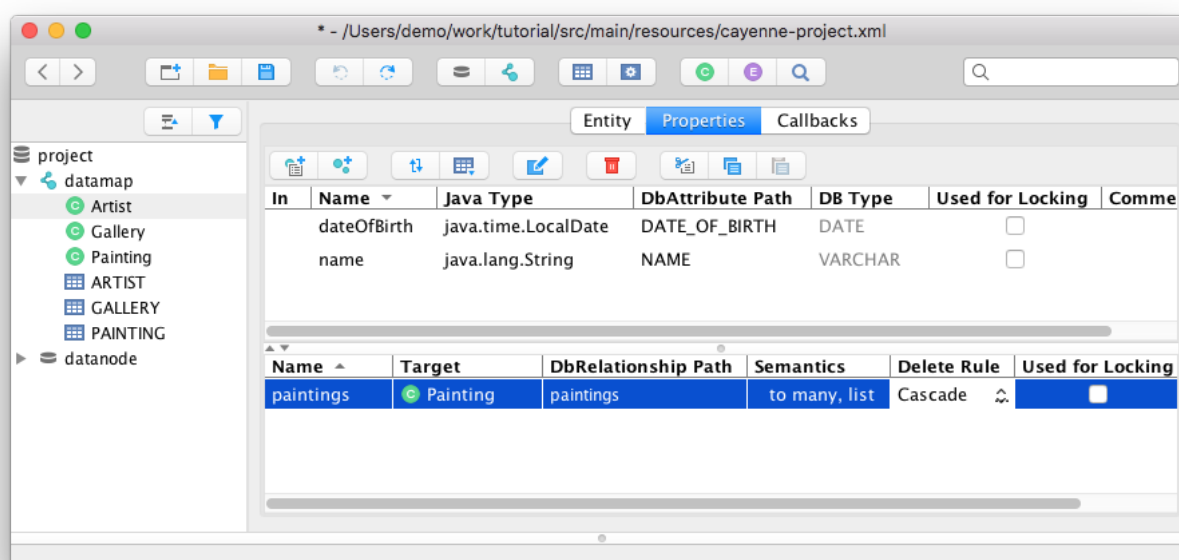 * - /Users/demo/work/tutorial/src/main/resources/cayenne-project.xml
C E
Entity Properties Callbacks
project
datamap
C Artist
C Gallery
C Painting
ARTIST
GALLERY
PAINTING
datanode
In Name Java Type DbAttribute Path DB Type Used for Locking Comme
dateOfBirth java.time.LocalDate DATE_OF_BIRTH DATE
name java.lang.String NAME VARCHAR
Name Target DbRelationship Path Semantics Delete Rule Used for Locking
paintings C Painting paintings to many, list Cascade